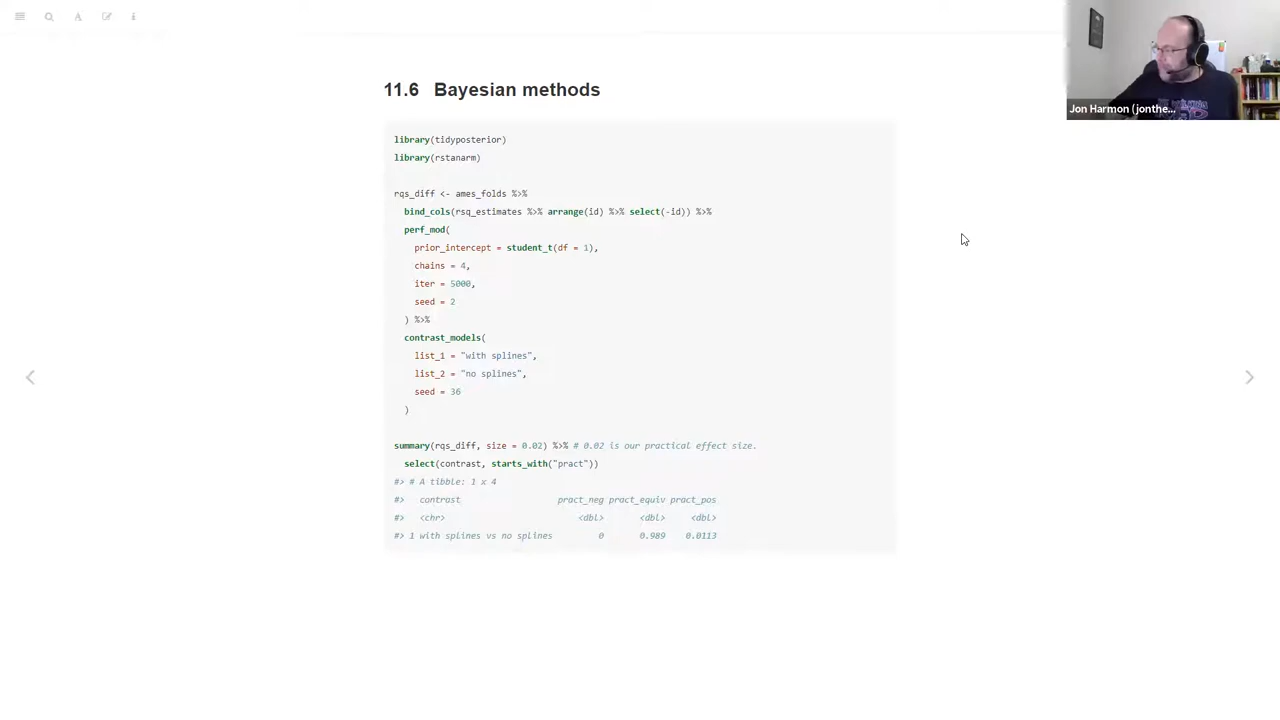 11.6 Bayesian methods
Jon Harmon (jonthe...
library(tidyposterior)
library(rstanarm)
rqs_diff <- ames_folds %>%
bind_cols(rsq_estimates %>% arrange(id) %>% select(-id)) %>%
perf_mod(
prior_intercept = student_t(df = 1),
chains = 4,
iter = 5000,
seed = 2
) %>%
contrast_models(
list_1 = "with splines",
list_2 = "no splines",
seed = 36
)
summary(rqs_diff, size = 0.02) %>% # 0.02 is our practical effect size.
select(contrast, starts_with("pract"))
#> # A tibble: 1 x 4
#> contrast pract_neg pract_equiv pract_pos
#> <chr> <dbl> <dbl> <dbl>
#> 1 with splines vs no splines 0 0.989 0.0113